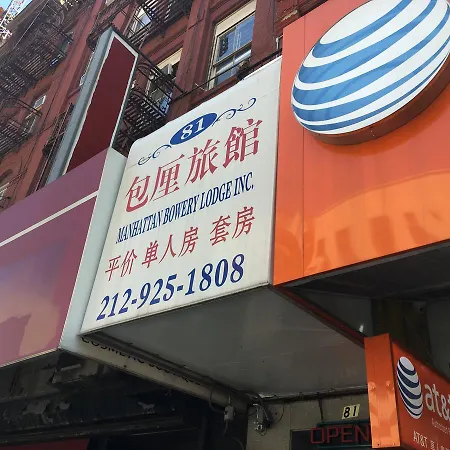 81
包厘旅館
MANHATTAN BOWERY LODGE INC.
平价 单人房 套房
212-925-1808
81
OPEN
at&t
AT&T